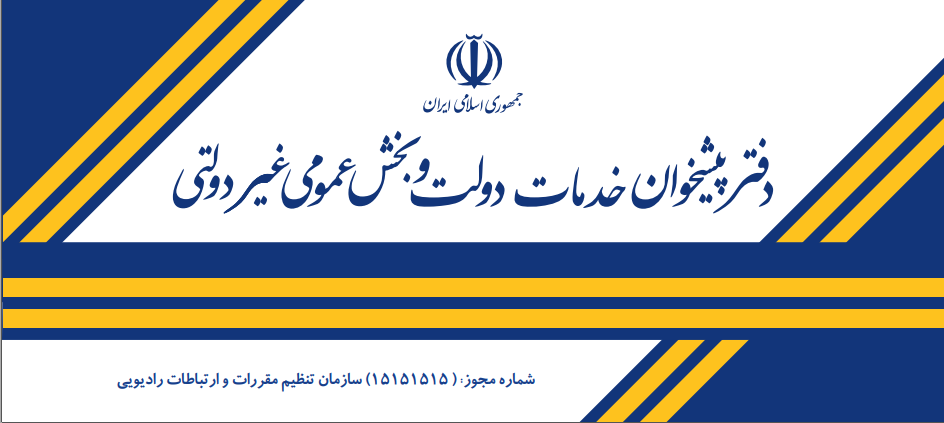 جمهوری اسلامی ایران
دفتر پیشخوان خدمات دولت و بخش عمومی غیر دولتی
شماره مجوز: ( ۱۵۱۵۱۵۱۵) سازمان تنظیم مقررات و ارتباطات رادیویی